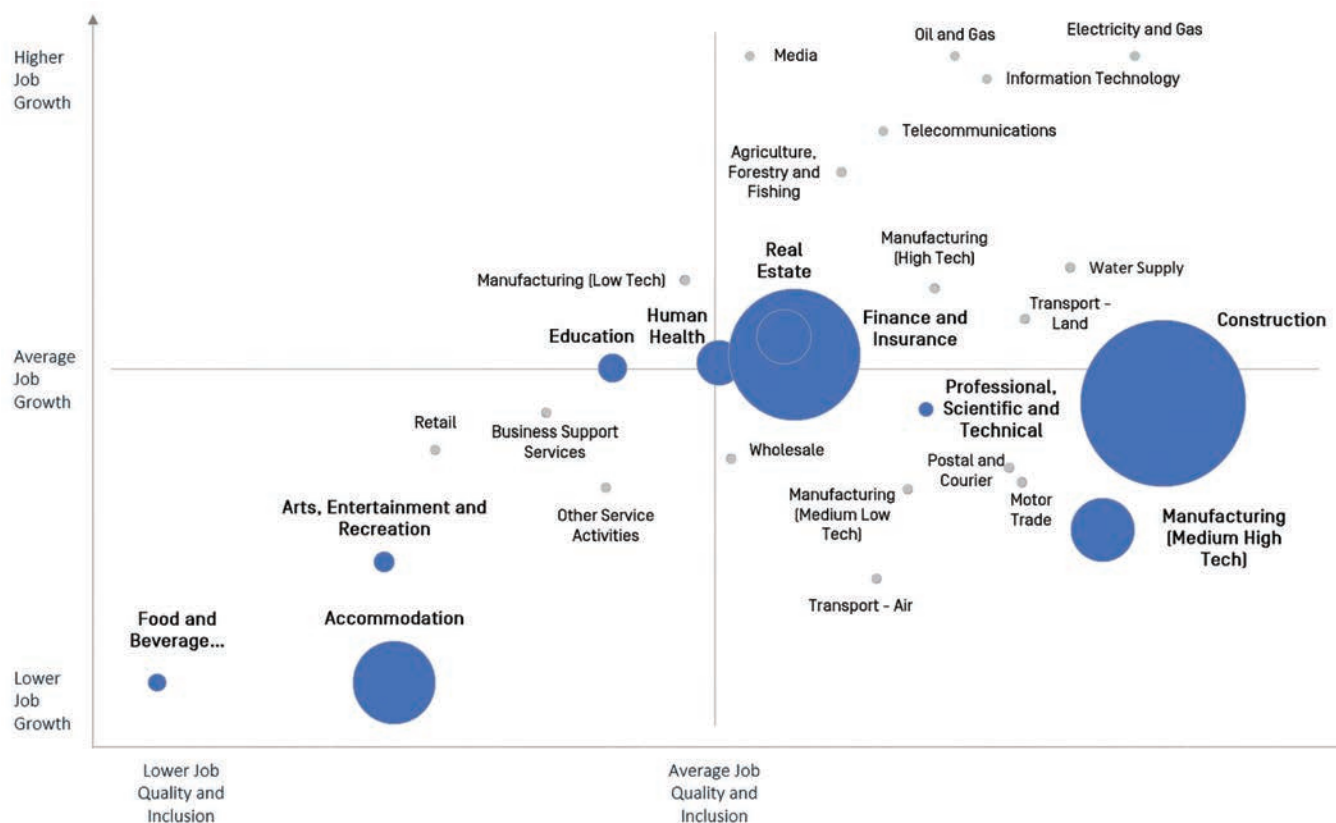 Higher
Job
Growth
Media
Oil and Gas
Electricity and Gas
Information Technology
Telecommunications
Agriculture,
Forestry and
Fishing
Manufacturing
(High Tech)
Real
Estate
Water Supply
Manufacturing (Low Tech)
Transport -
Land
Construction
Human
Health
Education
Finance and
Insurance
Average
Job
Growth
Professional,
Scientific and
Technical
Retail
Business Support
Services
Wholesale
Postal and
Courier
Manufacturing
(Medium Low
Tech)
Motor
Trade
Arts, Entertainment and
Recreation
Other Service
Activities
Manufacturing
(Medium High
Tech)
Transport - Air
Food and
Beverage...
Accommodation
Lower
Job
Growth
Lower Job
Quality and
Inclusion
Average Job
Quality and
Inclusion